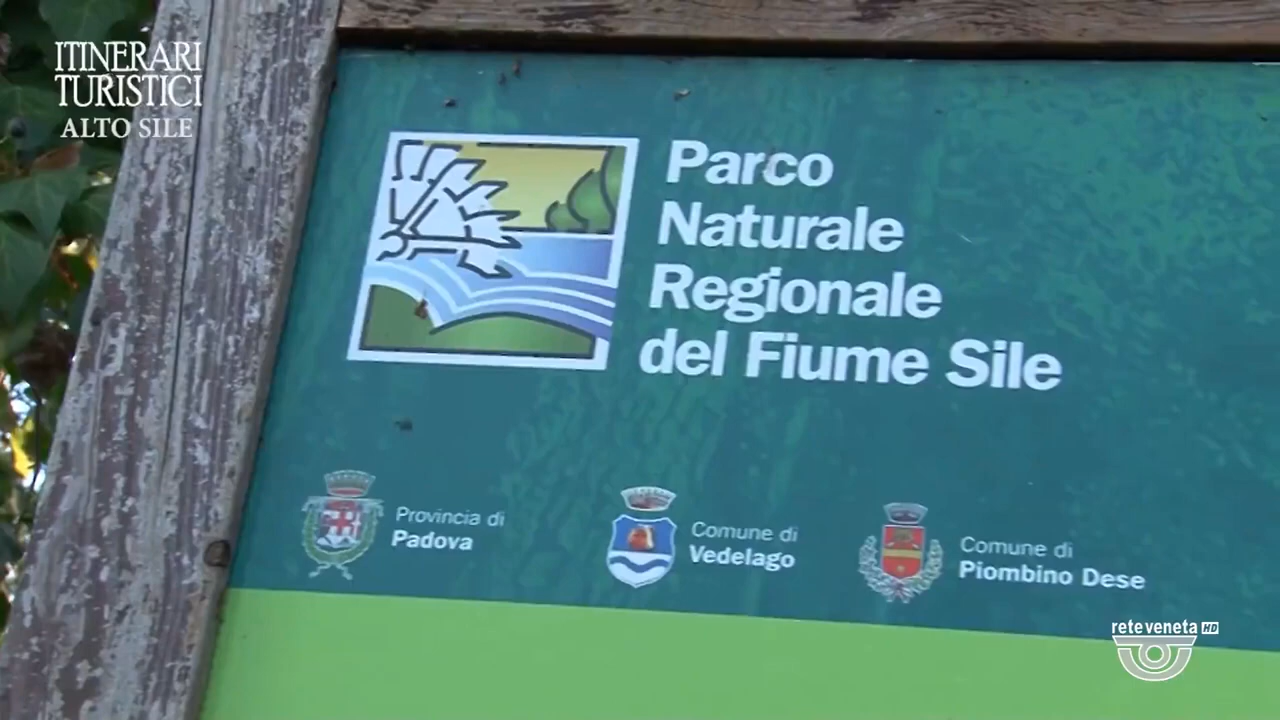 ITINERARI
TURISTICI
ALTO SILE
Parco
Naturale
Regionale
del Fiume Sile
Provincia di
Padova
Comune di
Vedelago
Comune di
Piombino Dese
reteveneta HD